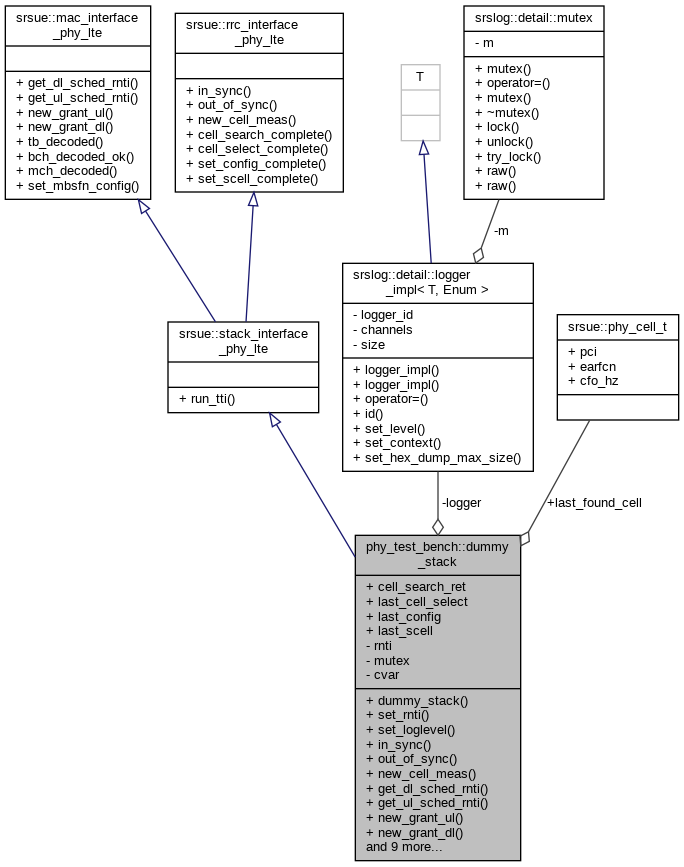 srsue::mac_interface
_phy_lte
+ get_dl_sched_rnti()
+ get_ul_sched_rnti()
+ new_grant_ul()
+ new_grant_dl()
+ tb_decoded()
+ bch_decoded_ok()
+ mch_decoded()
+ set_mbsfn_config()
srsue::rrc_interface
_phy_lte
+ in_sync()
+ out_of_sync()
+ new_cell_meas()
+ cell_search_complete()
+ cell_select_complete()
+ set_config_complete()
+ set_scell_complete()
T
srslog::detail::mutex
- m
+ mutex()
+ operator=()
+ mutex()
+ ~mutex()
+ lock()
+ unlock()
+ try_lock()
+ raw()
+ raw()
-m
srsue::stack_interface
_phy_lte
+ run_tti()
srslog::detail::logger
_impl< T, Enum >
- logger_id
- channels
- size
+ logger_impl()
+ logger_impl()
+ operator=()
+ id()
+ set_level()
+ set_context()
+ set_hex_dump_max_size()
srsue::phy_cell_t
+ pci
+ earfcn
+ cfo_hz
-logger
+last_found_cell
phy_test_bench::dummy
_stack
+ cell_search_ret
+ last_cell_select
+ last_config
+ last_scell
- rnti
- mutex
- cvar
+ dummy_stack()
+ set_rnti()
+ set_loglevel()
+ in_sync()
+ out_of_sync()
+ new_cell_meas()
+ get_dl_sched_rnti()
+ get_ul_sched_rnti()
+ new_grant_ul()
+ new_grant_dl()
and 9 more...